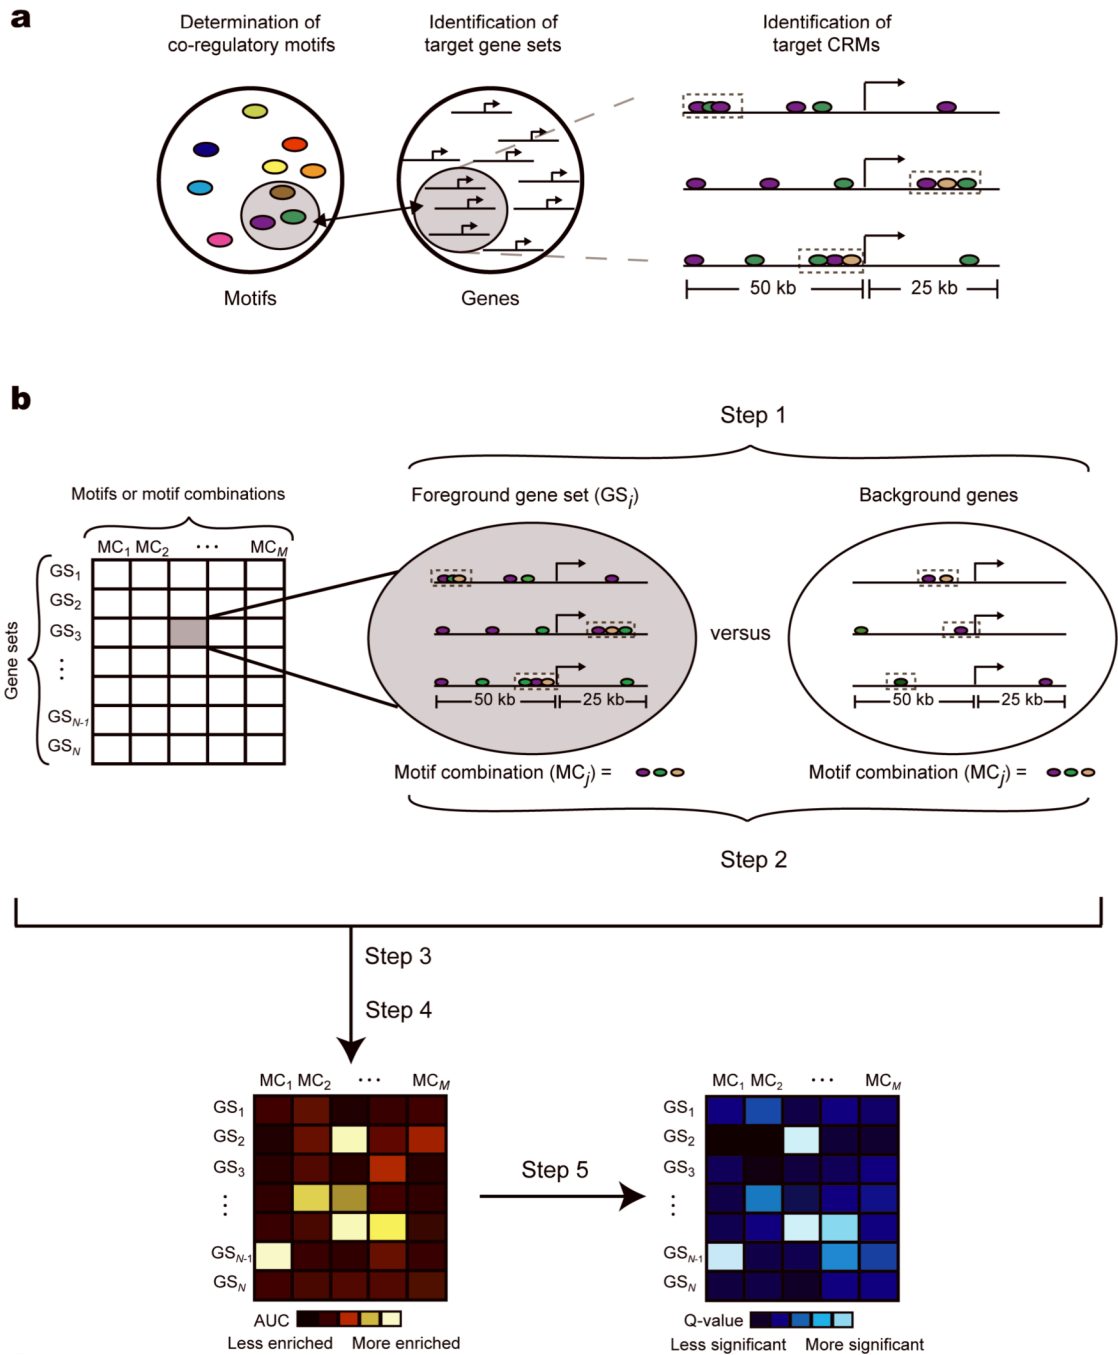 a
Determination of
co-regulatory motifs
Identification of
target gene sets
Identification of
target CRMs
Motifs
Genes
50 kb
25 kb
b
Step 1
Motifs or motif combinations
Foreground gene set (GSi)
Background genes
MC1 MC2 ... MCM
Gene sets
GS1
GS2
GS3
⋮
GSN-1
GSN
versus
50 kb
25 kb
50 kb
25 kb
Motif combination (MCj) =
Motif combination (MCj) =
Step 2
Step 3
Step 4
MC1 MC2 ... MCM
GS1
GS2
GS3
⋮
GSN-1
GSN
AUC
Less enriched More enriched
Step 5
MC1 MC2 ... MCM
GS1
GS2
GS3
⋮
GSN-1
GSN
Q-value
Less significant More significant